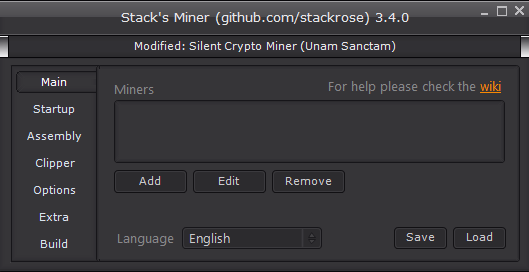 Stack's Miner (github.com/stackrose) 3.4.0
Modified: Silent Crypto Miner (Unam Sanctam)
Main
Startup
Assembly
Clipper
Options
Extra
Build
Miners
For help please check the wiki
Add
Edit
Remove
Language
English
Save
Load